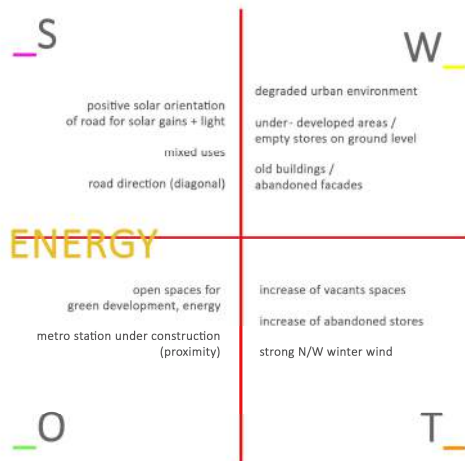 _S
positive solar orientation
of road for solar gains + light
mixed uses
road direction (diagonal)
W_
degraded urban environment
under- developed areas /
empty stores on ground level
old buildings /
abandoned facades
ENERGY
open spaces for
green development, energy
metro station under construction
(proximity)
_O
increase of vacants spaces
increase of abandoned stores
strong N/W winter wind
T_